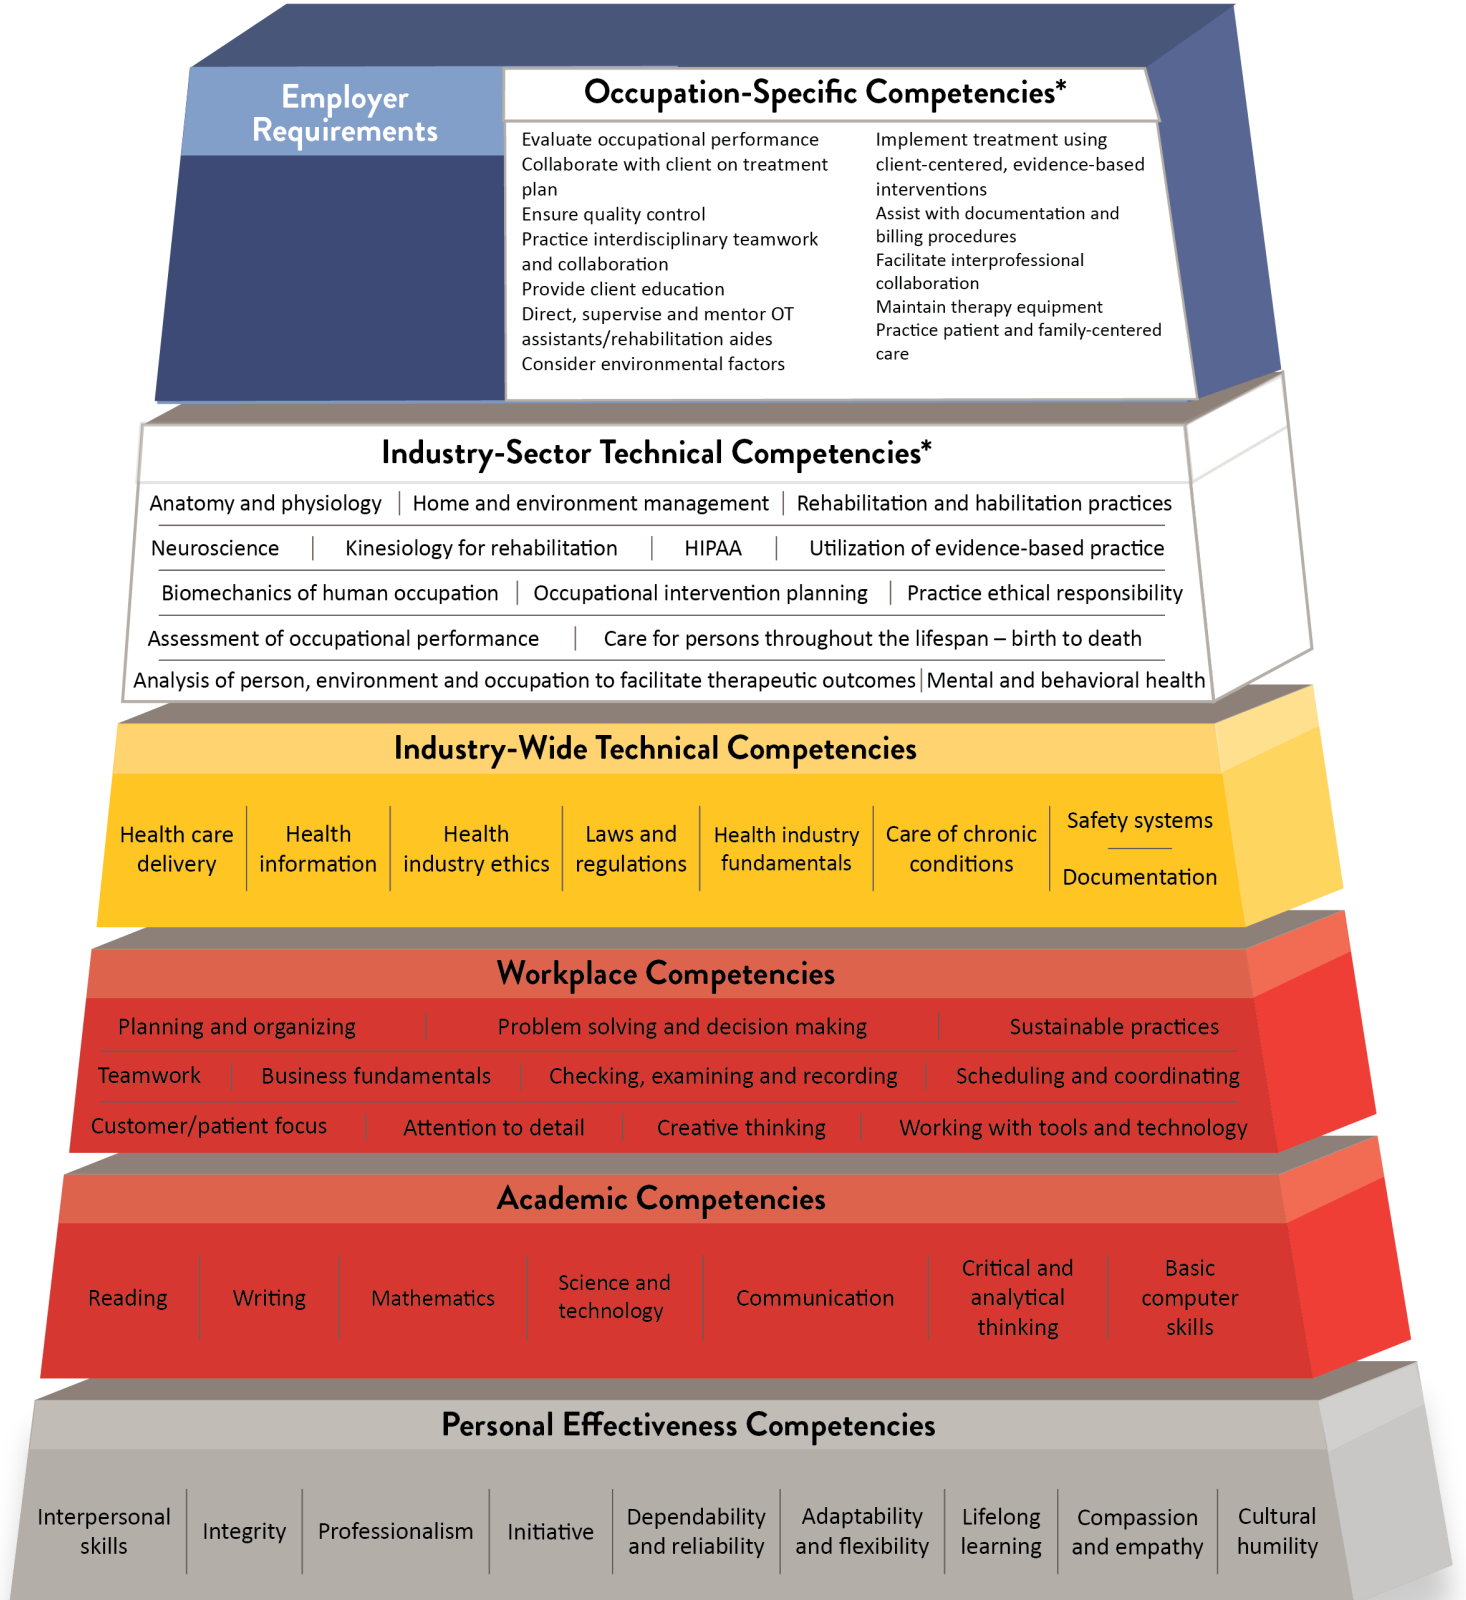 Employer
Requirements
Occupation-Specific Competencies*
Evaluate occupational performance
Collaborate with client on treatment
plan
Ensure quality control
Practice interdisciplinary teamwork
and collaboration
Provide client education
Direct, supervise and mentor OT
assistants/rehabilitation aides
Consider environmental factors
Implement treatment using
client-centered, evidence-based
interventions
Assist with documentation and
billing procedures
Facilitate interprofessional
collaboration
Maintain therapy equipment
Practice patient and family-centered
care
Industry-Sector Technical Competencies*
Anatomy and physiology | Home and environment management | Rehabilitation and habilitation practices
Neuroscience | Kinesiology for rehabilitation | HIPAA | Utilization of evidence-based practice
Biomechanics of human occupation | Occupational intervention planning | Practice ethical responsibility
Assessment of occupational performance | Care for persons throughout the lifespan – birth to death
Analysis of person, environment and occupation to facilitate therapeutic outcomes | Mental and behavioral health
Industry-Wide Technical Competencies
Health care
delivery
Health
information
Health
industry ethics
Laws and
regulations
Health industry
fundamentals
Care of chronic
conditions
Safety systems
Documentation
Workplace Competencies
Planning and organizing | Problem solving and decision making | Sustainable practices
Teamwork | Business fundamentals | Checking, examining and recording | Scheduling and coordinating
Customer/patient focus | Attention to detail | Creative thinking | Working with tools and technology
Academic Competencies
Reading
Writing
Mathematics
Science and
technology
Communication
Critical and
analytical
thinking
Basic
computer
skills
Personal Effectiveness Competencies
Interpersonal
skills
Integrity
Professionalism
Initiative
Dependability
and reliability
Adaptability
and flexibility
Lifelong
learning
Compassion
and empathy
Cultural
humility